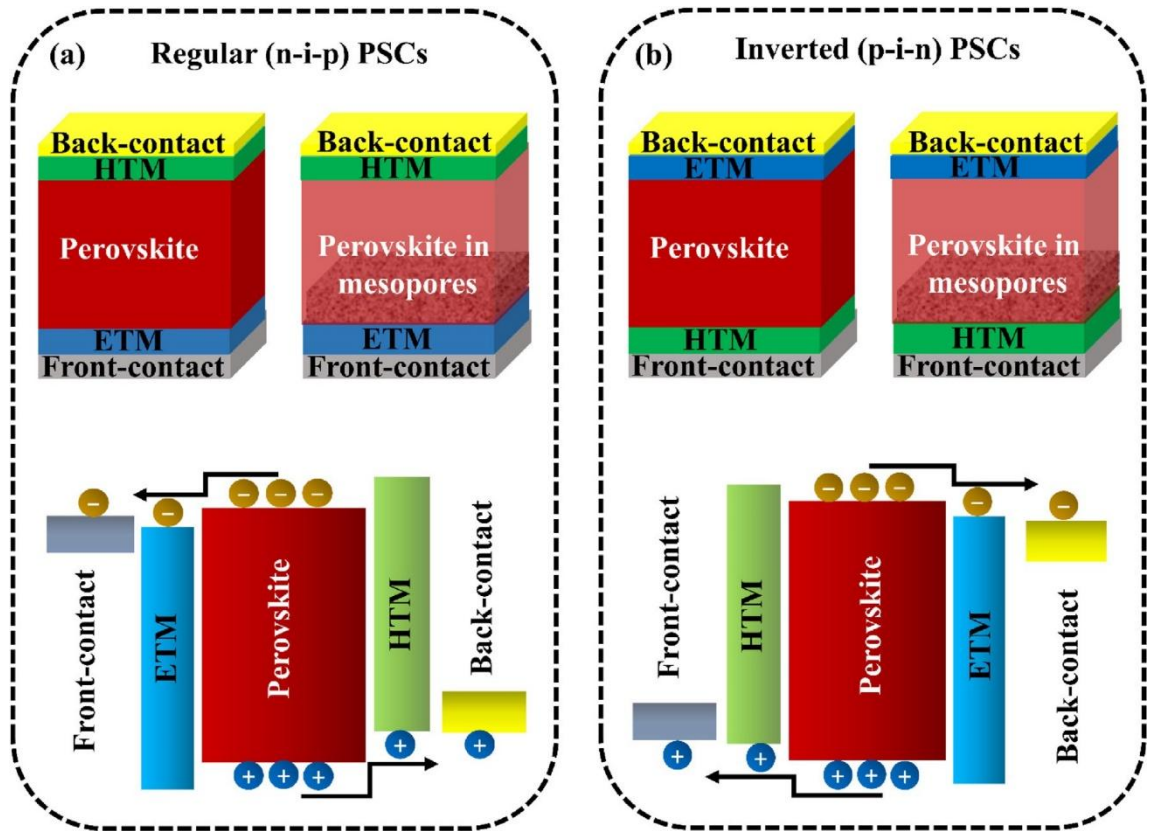 (a) Regular (n-i-p) PSCs
Back-contact
HTM
Perovskite
ETM
Front-contact
Back-contact
HTM
Perovskite in
mesopores
ETM
Front-contact
Front-contact
ETM
Perovskite
HTM
Back-contact
(b) Inverted (p-i-n) PSCs
Back-contact
ETM
Perovskite
HTM
Front-contact
Back-contact
ETM
Perovskite in
mesopores
HTM
Front-contact
Front-contact
HTM
Perovskite
ETM
Back-contact